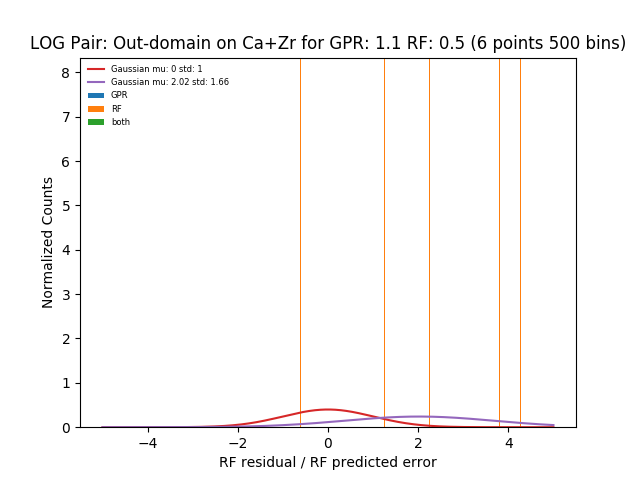 LOG Pair: Out-domain on Ca+Zr for GPR: 1.1 RF: 0.5 (6 points 500 bins)
Gaussian mu: 0 std: 1
Gaussian mu: 2.02 std: 1.66
GPR
RF
both
8
7
6
5
4
3
2
1
0
Normalized Counts
−4 −2 0 2 4
RF residual / RF predicted error